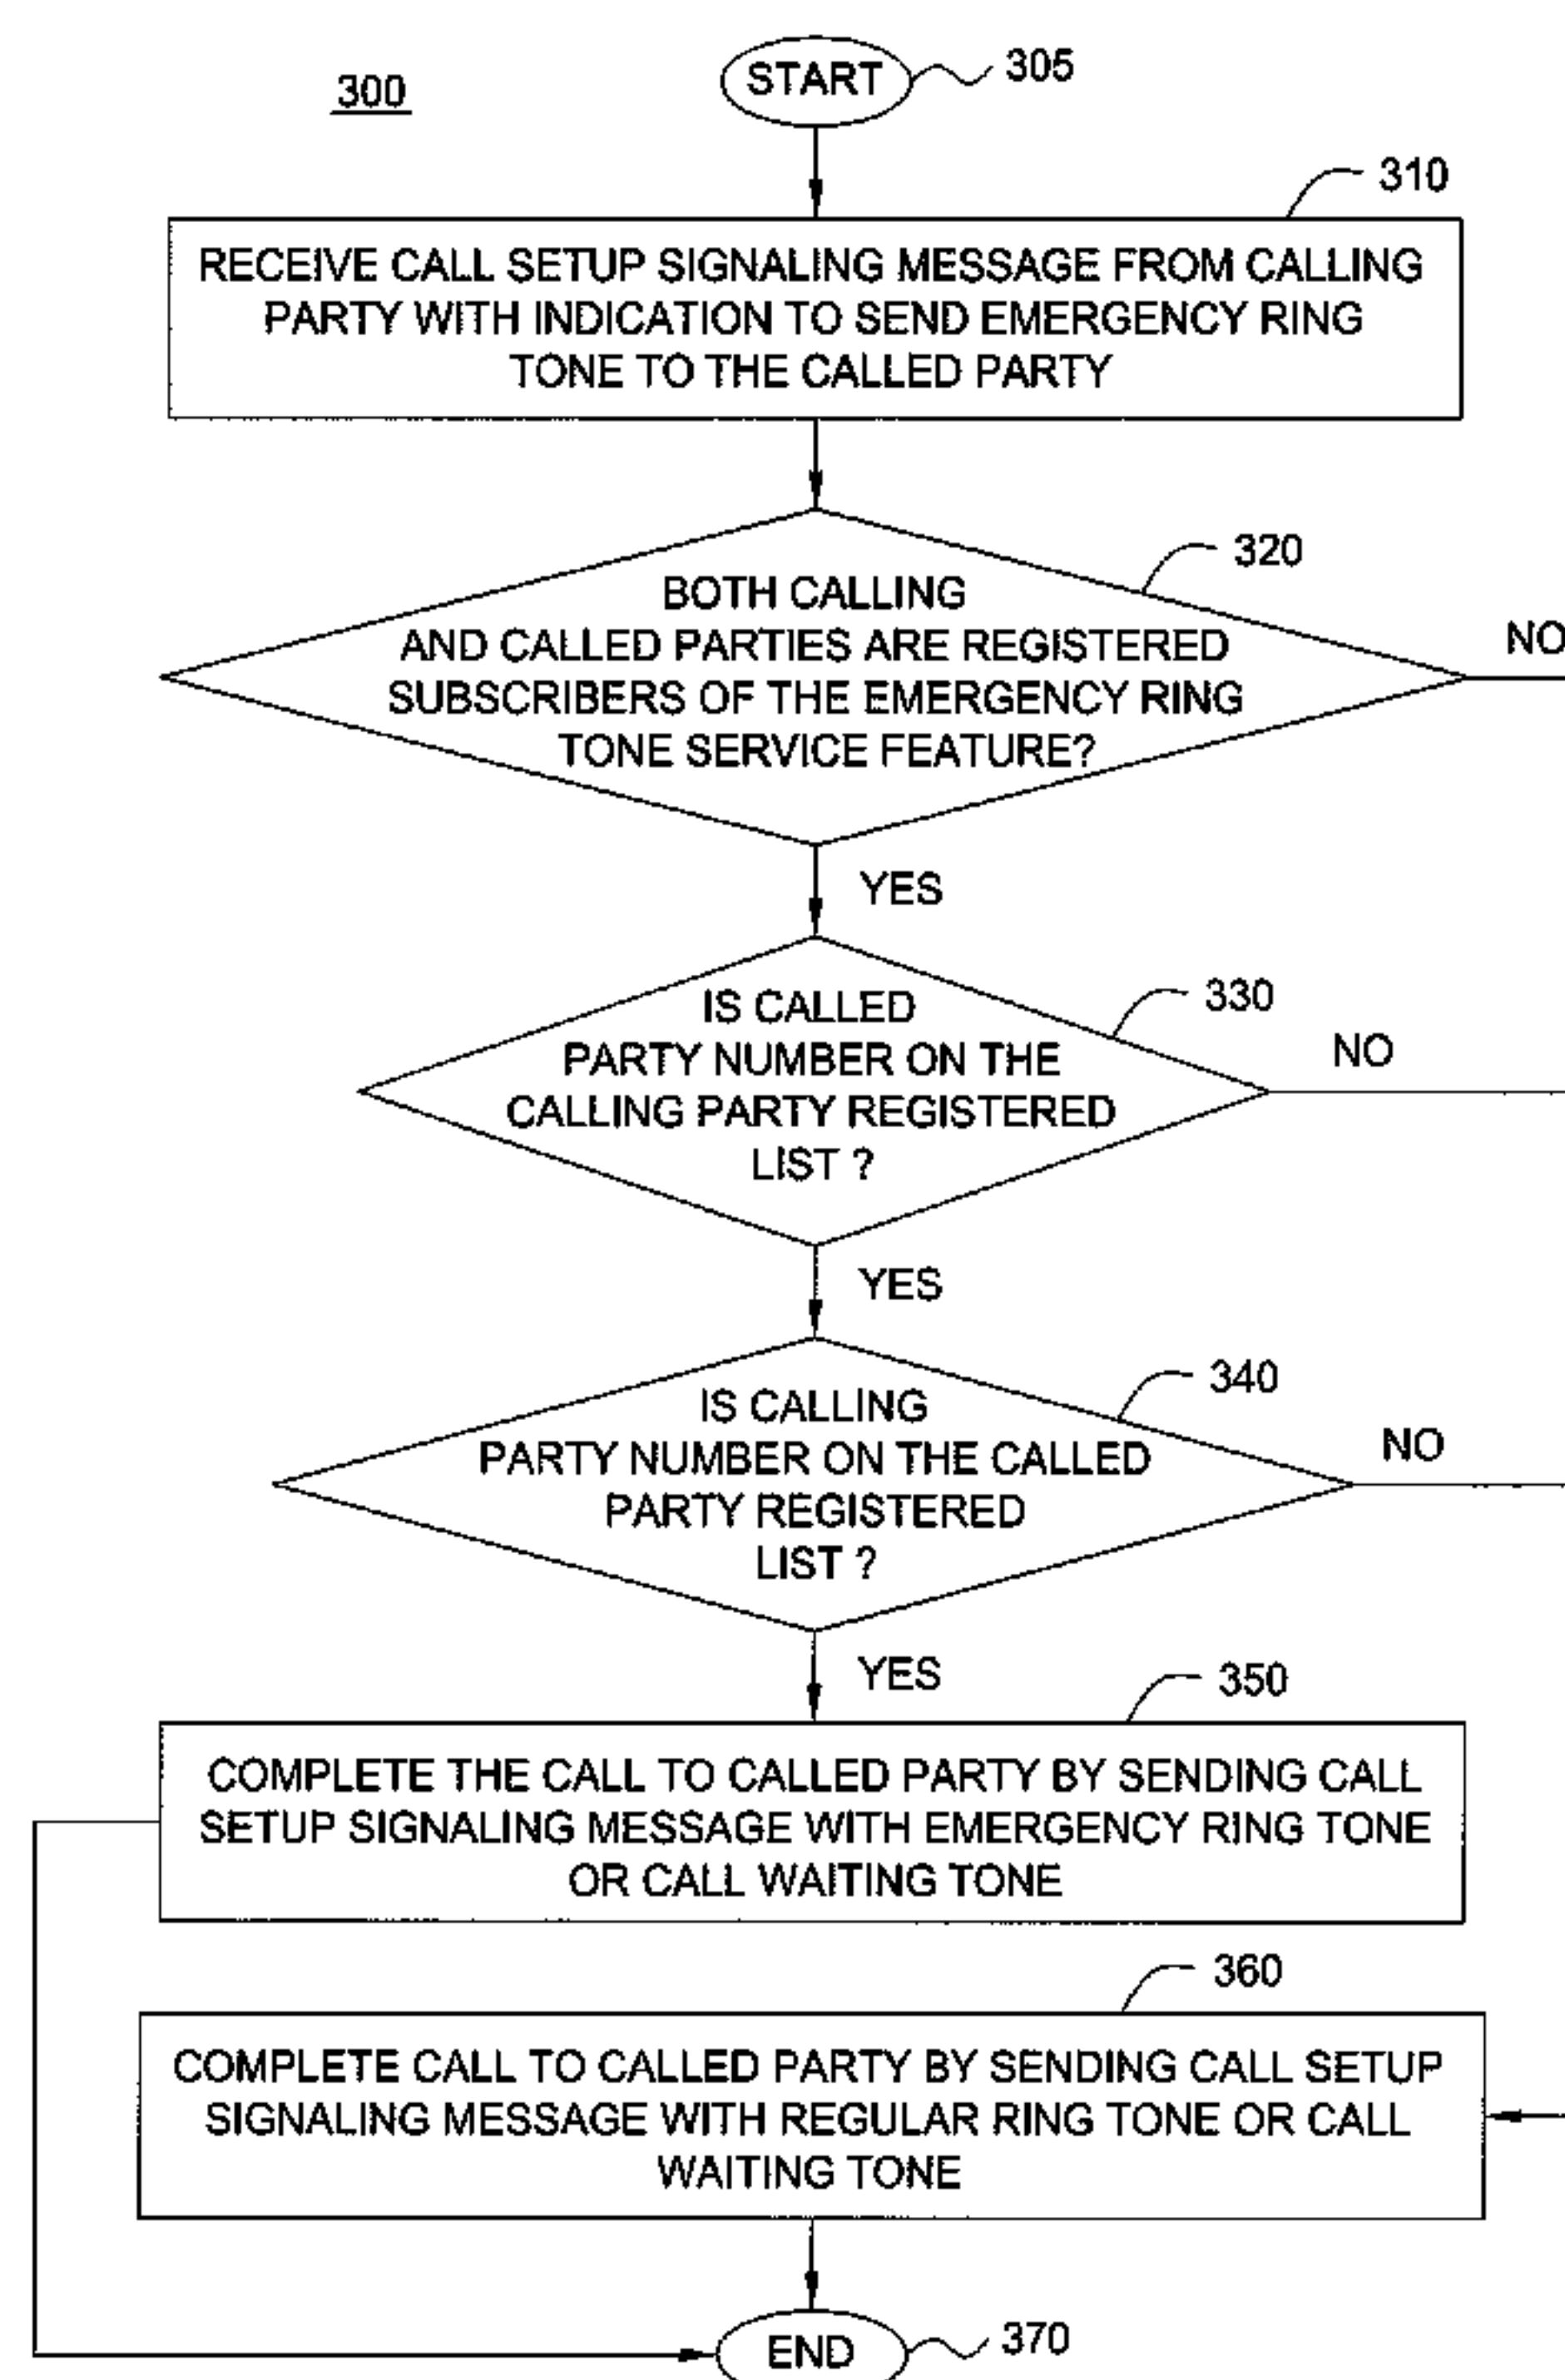 300
START
305
310
RECEIVE CALL SETUP SIGNALING MESSAGE FROM CALLING
PARTY WITH INDICATION TO SEND EMERGENCY RING
TONE TO THE CALLED PARTY
320
BOTH CALLING
AND CALLED PARTIES ARE REGISTERED
SUBSCRIBERS OF THE EMERGENCY RING
TONE SERVICE FEATURE?
NO
YES
330
IS CALLED
PARTY NUMBER ON THE
CALLING PARTY REGISTERED
LIST ?
NO
YES
340
IS CALLING
PARTY NUMBER ON THE CALLED
PARTY REGISTERED
LIST ?
NO
YES
350
COMPLETE THE CALL TO CALLED PARTY BY SENDING CALL
SETUP SIGNALING MESSAGE WITH EMERGENCY RING TONE
OR CALL WAITING TONE
360
COMPLETE CALL TO CALLED PARTY BY SENDING CALL SETUP
SIGNALING MESSAGE WITH REGULAR RING TONE OR CALL
WAITING TONE
END
370